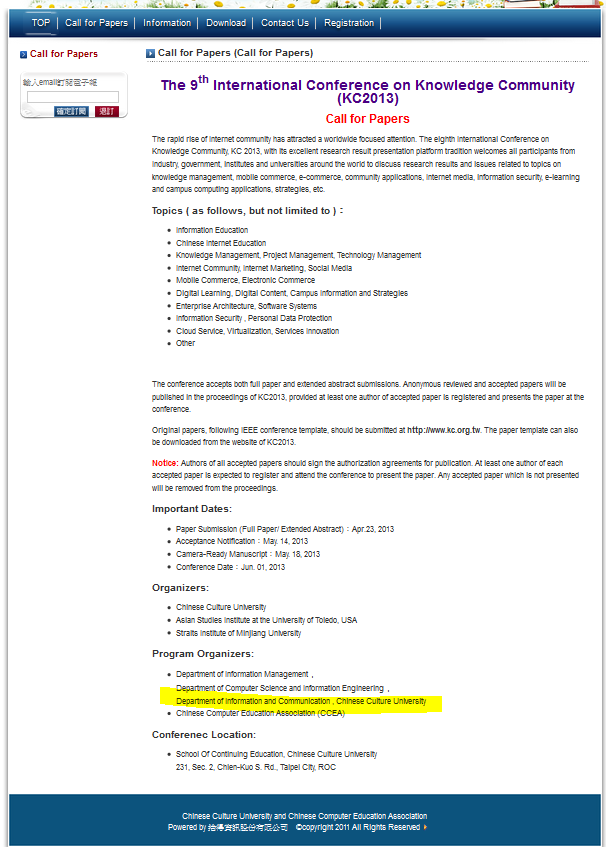 TOP | Call for Papers | Information | Download | Contact Us | Registration |
Call for Papers
輸入email訂閱電子報
確定訂閱 退訂
Call for Papers (Call for Papers)
The 9th International Conference on Knowledge Community
(KC2013)
Call for Papers
The rapid rise of internet community has attracted a worldwide focused attention. The eighth International Conference on
Knowledge Community, KC 2013, with its excellent research result presentation platform tradition welcomes all participants from
industry, government, institutes and universities around the world to discuss research results and issues related to topics on
knowledge management, mobile commerce, e-commerce, community applications, internet media, information security, e-learning
and campus computing applications, strategies, etc.
Topics ( as follows, but not limited to )：
Information Education
Chinese Internet Education
Knowledge Management, Project Management, Technology Management
Internet Community, Internet Marketing, Social Media
Mobile Commerce, Electronic Commerce
Digital Learning, Digital Content, Campus Information and Strategies
Enterprise Architecture, Software Systems
Information Security , Personal Data Protection
Cloud Service, Virtualization, Services Innovation
Other
The conference accepts both full paper and extended abstract submissions. Anonymous reviewed and accepted papers will be
published in the proceedings of KC2013, provided at least one author of accepted paper is registered and presents the paper at the
conference.
Original papers, following IEEE conference template, should be submitted at http://www.kc.org.tw. The paper template can also
be downloaded from the website of KC2013.
Notice: Authors of all accepted papers should sign the authorization agreements for publication. At least one author of each
accepted paper is expected to register and attend the conference to present the paper. Any accepted paper which is not presented
will be removed from the proceedings.
Important Dates:
Paper Submission (Full Paper/ Extended Abstract)：Apr.23, 2013
Acceptance Notification：May. 14, 2013
Camera-Ready Manuscript：May. 18, 2013
Conference Date：Jun. 01, 2013
Organizers:
Chinese Culture University
Asian Studies Institute at the University of Toledo, USA
Straits Institute of Minjiang University
Program Organizers:
Department of Information Management ,
Department of Computer Science and Information Engineering ,
Department of Information and Communication , Chinese Culture University
Chinese Computer Education Association (CCEA)
Conferenec Location:
School Of Continuing Education, Chinese Culture University
231, Sec. 2, Chien-Kuo S. Rd., Taipei City, ROC
Chinese Culture University and Chinese Computer Education Association
Powered by 資訊股份有限公司 ©copyright 2011 All Rights Reserved